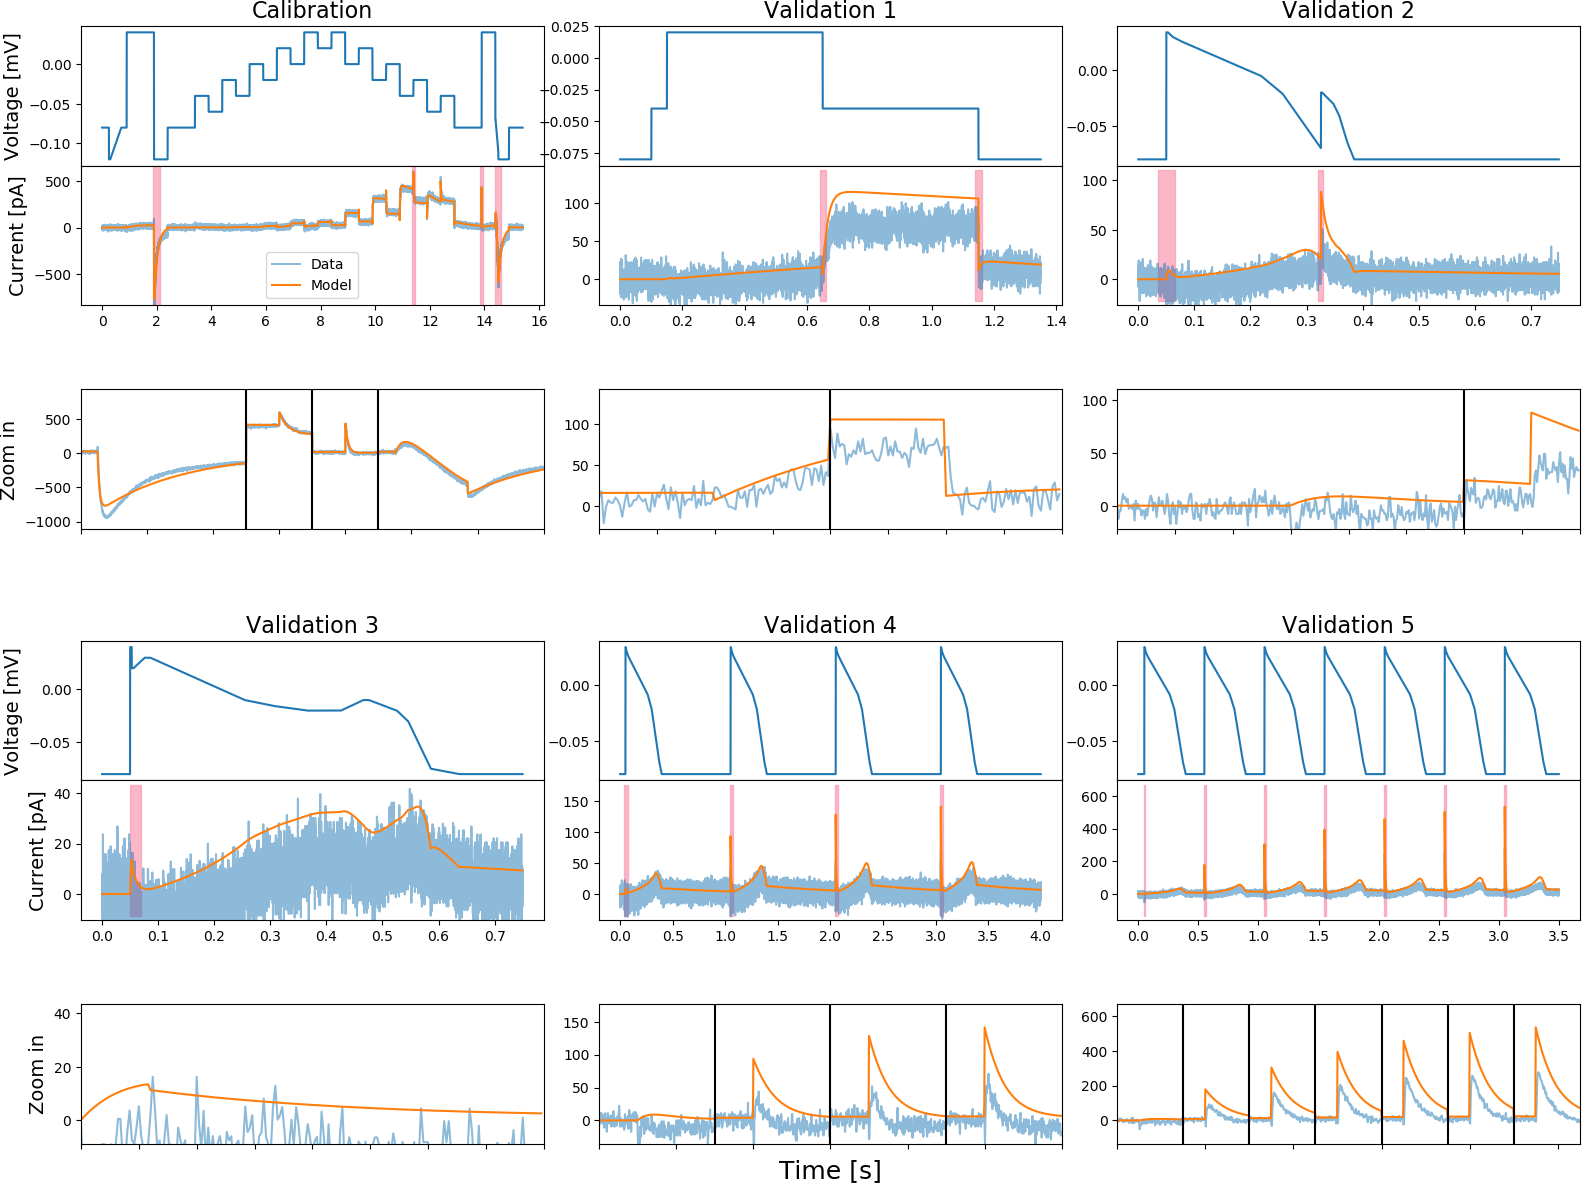 Calibration
Validation 1
Validation 2
Voltage [mV]
0.00
−0.05
−0.10
0.025
0.000
−0.025
−0.050
−0.075
0.00
−0.05
Current [pA]
500
0
−500
Data
Model
100
50
0
100
50
0
0 2 4 6 8 10 12 14 16
0.0 0.2 0.4 0.6 0.8 1.0 1.2 1.4
0.0 0.1 0.2 0.3 0.4 0.5 0.6 0.7
Zoom in
500
0
−500
−1000
100
50
0
100
50
0
Validation 3
Validation 4
Validation 5
Voltage [mV]
0.00
−0.05
0.00
−0.05
0.00
−0.05
Current [pA]
40
20
0
150
100
50
0
600
400
200
0
0.0 0.1 0.2 0.3 0.4 0.5 0.6 0.7
0.0 0.5 1.0 1.5 2.0 2.5 3.0 3.5 4.0
0.0 0.5 1.0 1.5 2.0 2.5 3.0 3.5
Zoom in
40
20
0
150
100
50
0
600
400
200
0
Time [s]